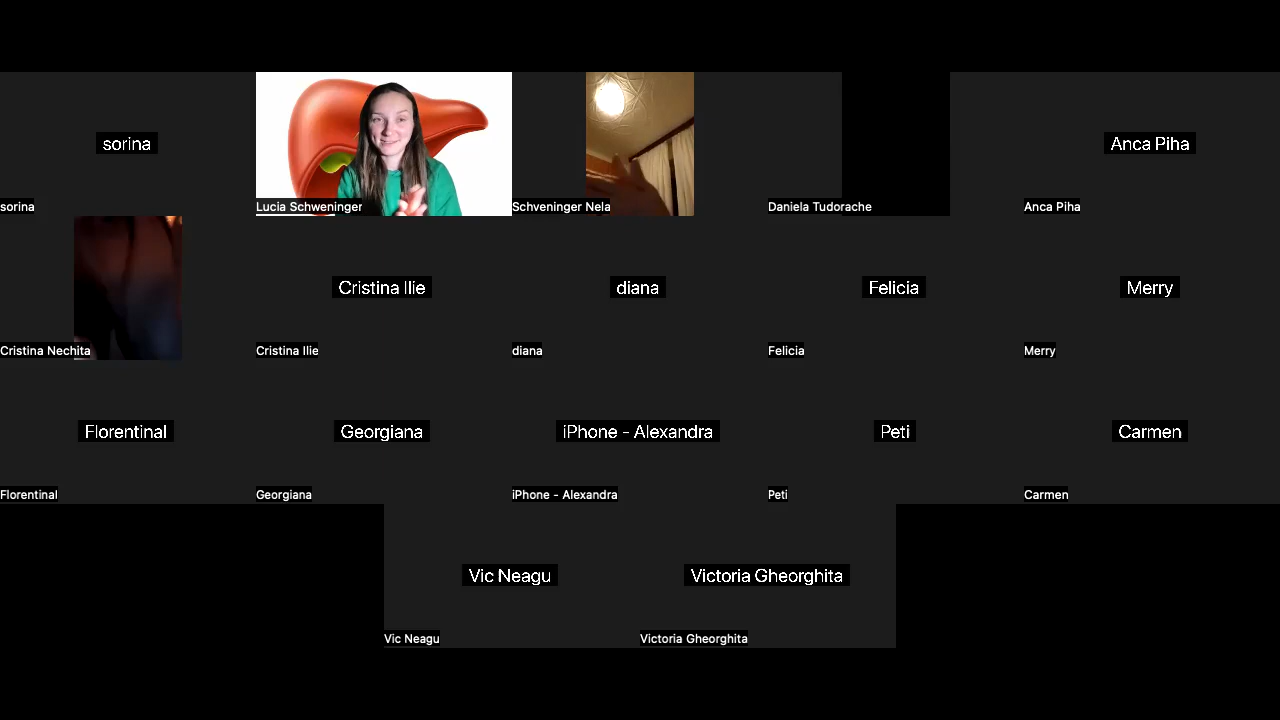 sorina
sorina
Lucia Schweninger
Schveninger Nela
Daniela Tudorache
Anca Piha
Anca Piha
Cristina Nechita
Cristina Ilie
Cristina Ilie
diana
diana
Felicia
Felicia
Merry
Merry
Florentinal
Florentinal
Georgiana
Georgiana
iPhone - Alexandra
iPhone - Alexandra
Peti
Peti
Carmen
Carmen
Vic Neagu
Vic Neagu
Victoria Gheorghita
Victoria Gheorghita